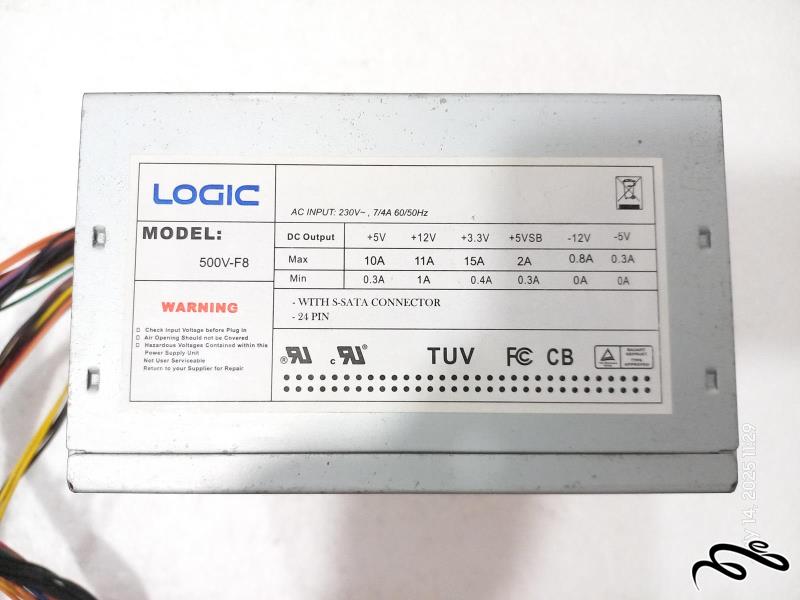 LOGIC
AC INPUT: 230V~ , 7/4A 60/50Hz
MODEL:
500V-F8
DC Output +5V +12V +3.3V +5VSB -12V -5V
Max 10A 11A 15A 2A 0.8A 0.3A
Min 0.3A 1A 0.4A 0.3A 0A 0A
- WITH S-SATA CONNECTOR
- 24 PIN
WARNING
Check Input Voltage before Plug in
Air Opening Should not be Covered
Hazardous Voltages Contained within this
Power Supply Unit
Not User Serviceable
Return to your Supplier for Repair
TUV FC CB
14, 2025 11:29